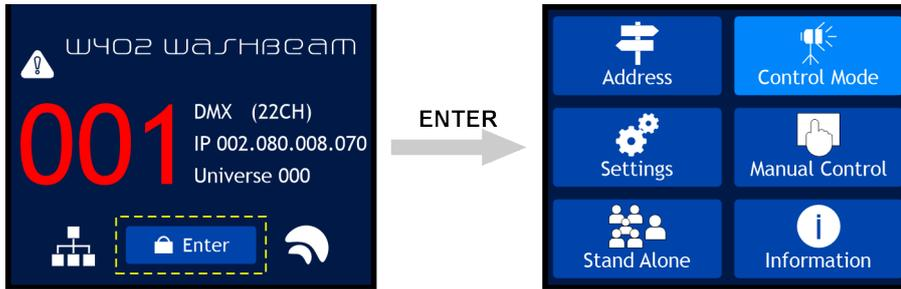 W402 WASHBEAM
001
DMX (22CH)
IP 002.080.008.070
Universe 000
Enter
ENTER
Address
Control Mode
Settings
Manual Control
Stand Alone
Information